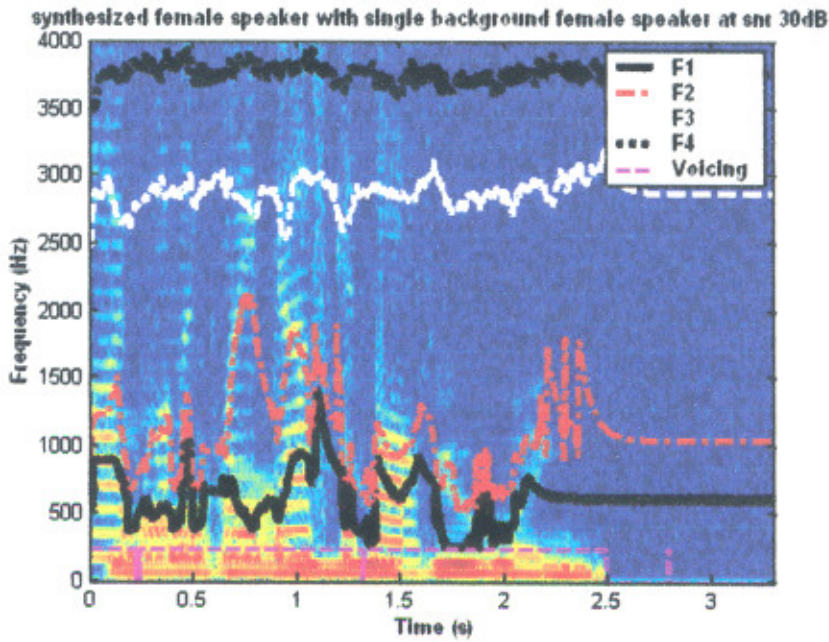 synthesized female speaker with single background female speaker at snr 30dB
4000
3500
3000
2500
2000
1500
1000
500
0
Frequency (Hz)
F1
F2
F3
F4
Voicing
0
0.5
1
1.5
2
2.5
3
Time (s)